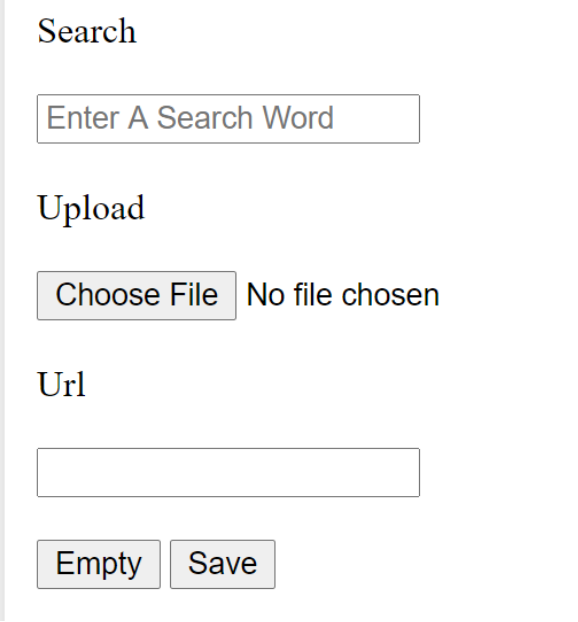 Search
Enter A Search Word
Upload
Choose File No file chosen
Url
Empty Save